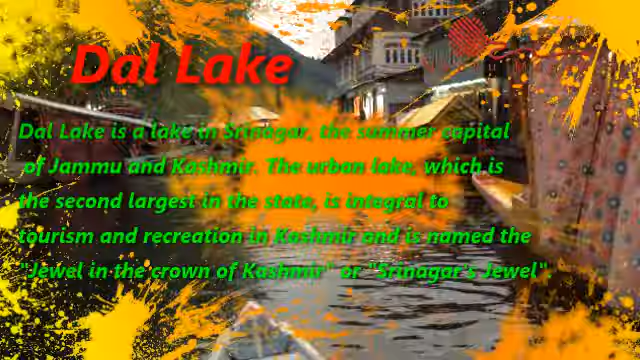 Dal Lake
Dal Lake is a lake in Srinagar, the summer capital
of Jammu and Kashmir. The urban lake, which is
the second largest in the state, is integral to
tourism and recreation in Kashmir and is named the
"Jewel in the crown of Kashmir" or "Srinagar's Jewel".